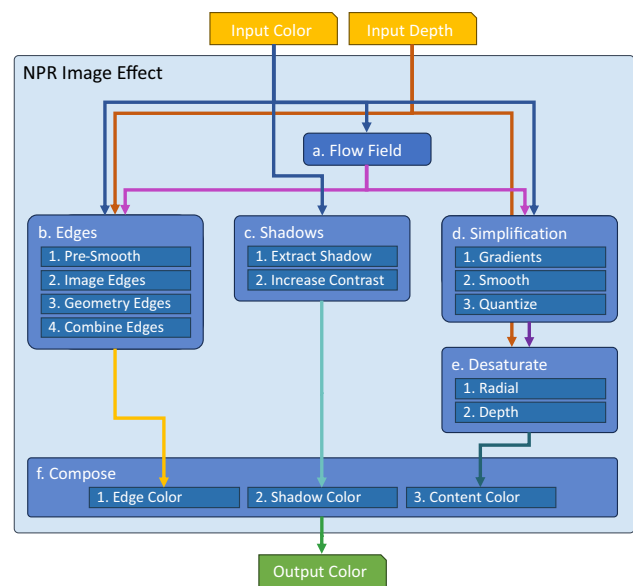 Input Color
Input Depth
NPR Image Effect
a. Flow Field
b. Edges
1. Pre-Smooth
2. Image Edges
3. Geometry Edges
4. Combine Edges
c. Shadows
1. Extract Shadow
2. Increase Contrast
d. Simplification
1. Gradients
2. Smooth
3. Quantize
e. Desaturate
1. Radial
2. Depth
f. Compose
1. Edge Color
2. Shadow Color
3. Content Color
Output Color